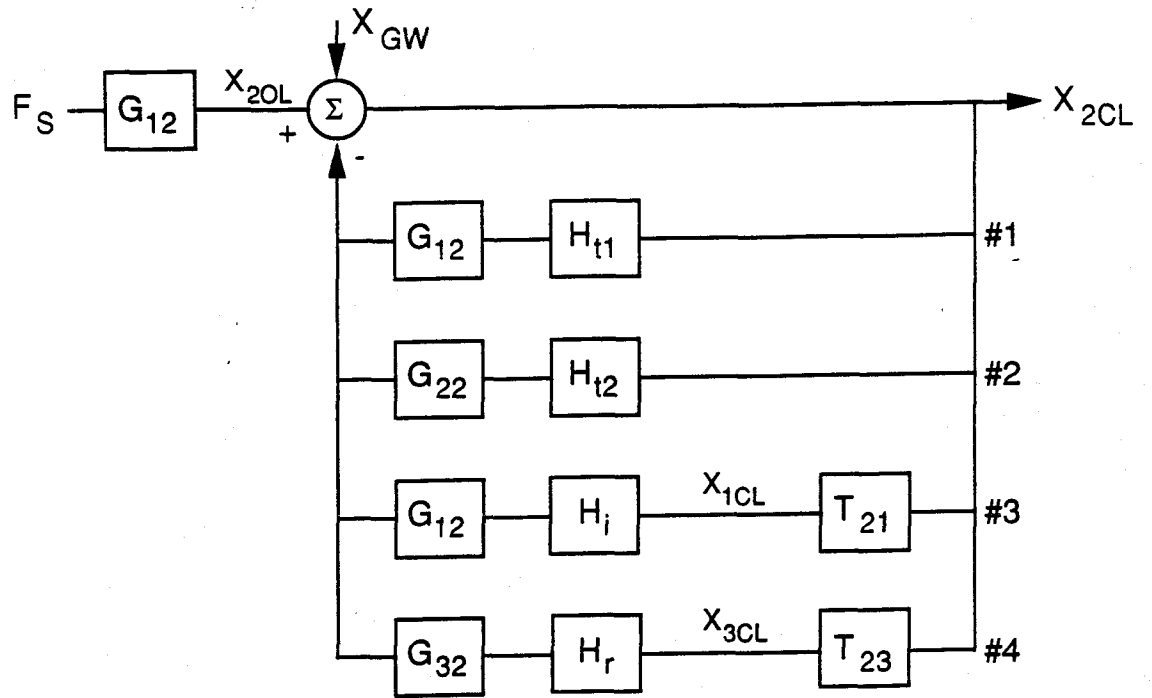 X_GW
F_S G_12 X_2OL Σ X_2CL
+
-
G_12 H_t1 #1
G_22 H_t2 #2
G_12 H_i X_1CL T_21 #3
G_32 H_r X_3CL T_23 #4